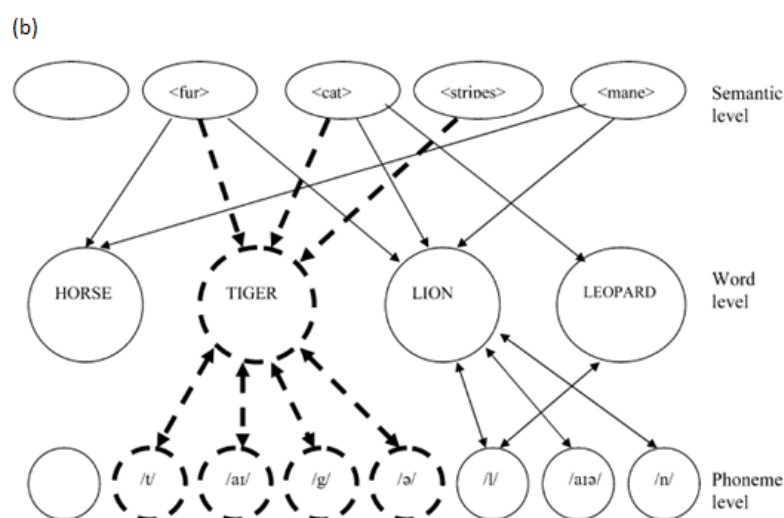 (b)
<fur> <cat> <stripes> <mane> Semantic
level
HORSE TIGER LION LEOPARD Word
level
/t/ /aɪ/ /g/ /ə/ /l/ /aɪə/ /n/ Phoneme
level